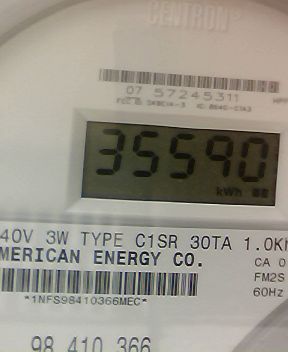 CENTRON®
07 57245311
35590
kWh
40V 3W TYPE C1SR 30TA 1.0Kh
MERICAN ENERGY CO.
CA 0
FM2S
60Hz
*1NFS98410366MEC*
98 410 366